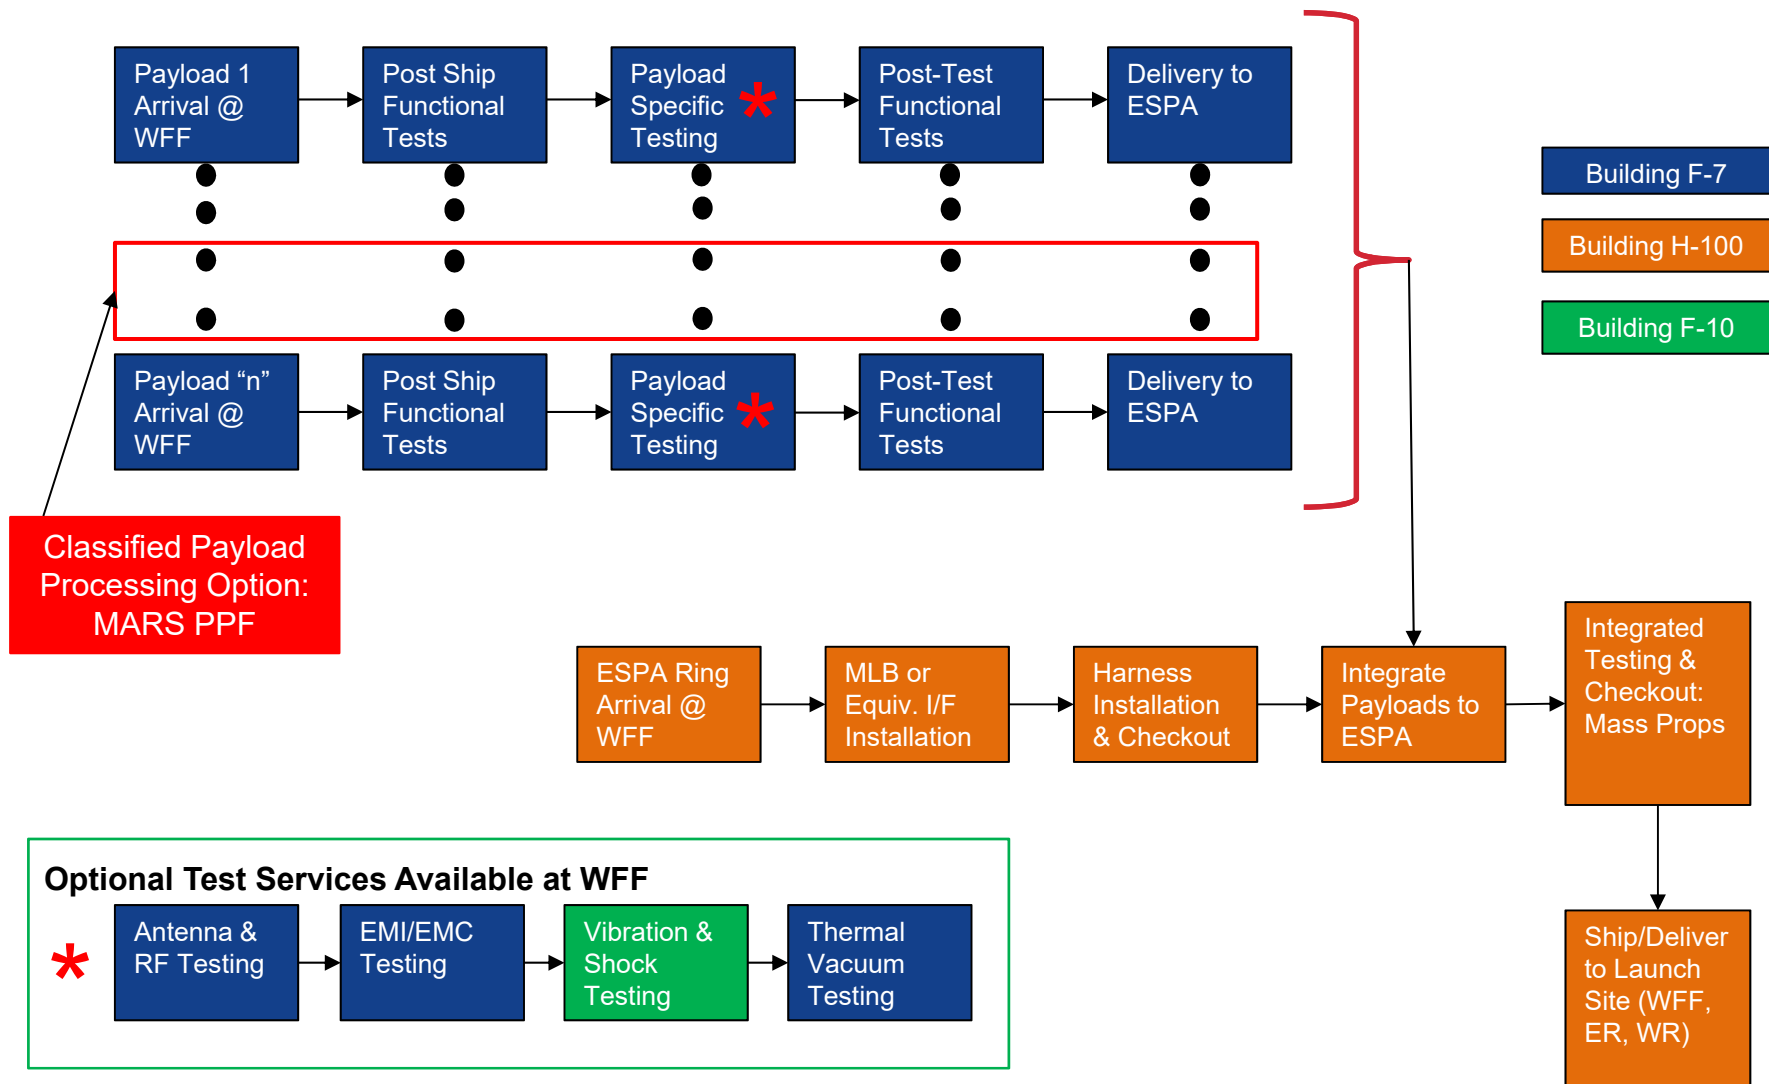 Payload 1
Arrival @
WFF
Post Ship
Functional
Tests
Payload
Specific
Testing
*
Post-Test
Functional
Tests
Delivery to
ESPA
Building F-7
Building H-100
Building F-10
Payload “n”
Arrival @
WFF
Post Ship
Functional
Tests
Payload
Specific
Testing
*
Post-Test
Functional
Tests
Delivery to
ESPA
Classified Payload
Processing Option:
MARS PPF
ESPA Ring
Arrival @
WFF
MLB or
Equiv. I/F
Installation
Harness
Installation
& Checkout
Integrate
Payloads to
ESPA
Integrated
Testing &
Checkout:
Mass Props
Ship/Deliver
to Launch
Site (WFF,
ER, WR)
Optional Test Services Available at WFF
*
Antenna &
RF Testing
EMI/EMC
Testing
Vibration &
Shock
Testing
Thermal
Vacuum
Testing